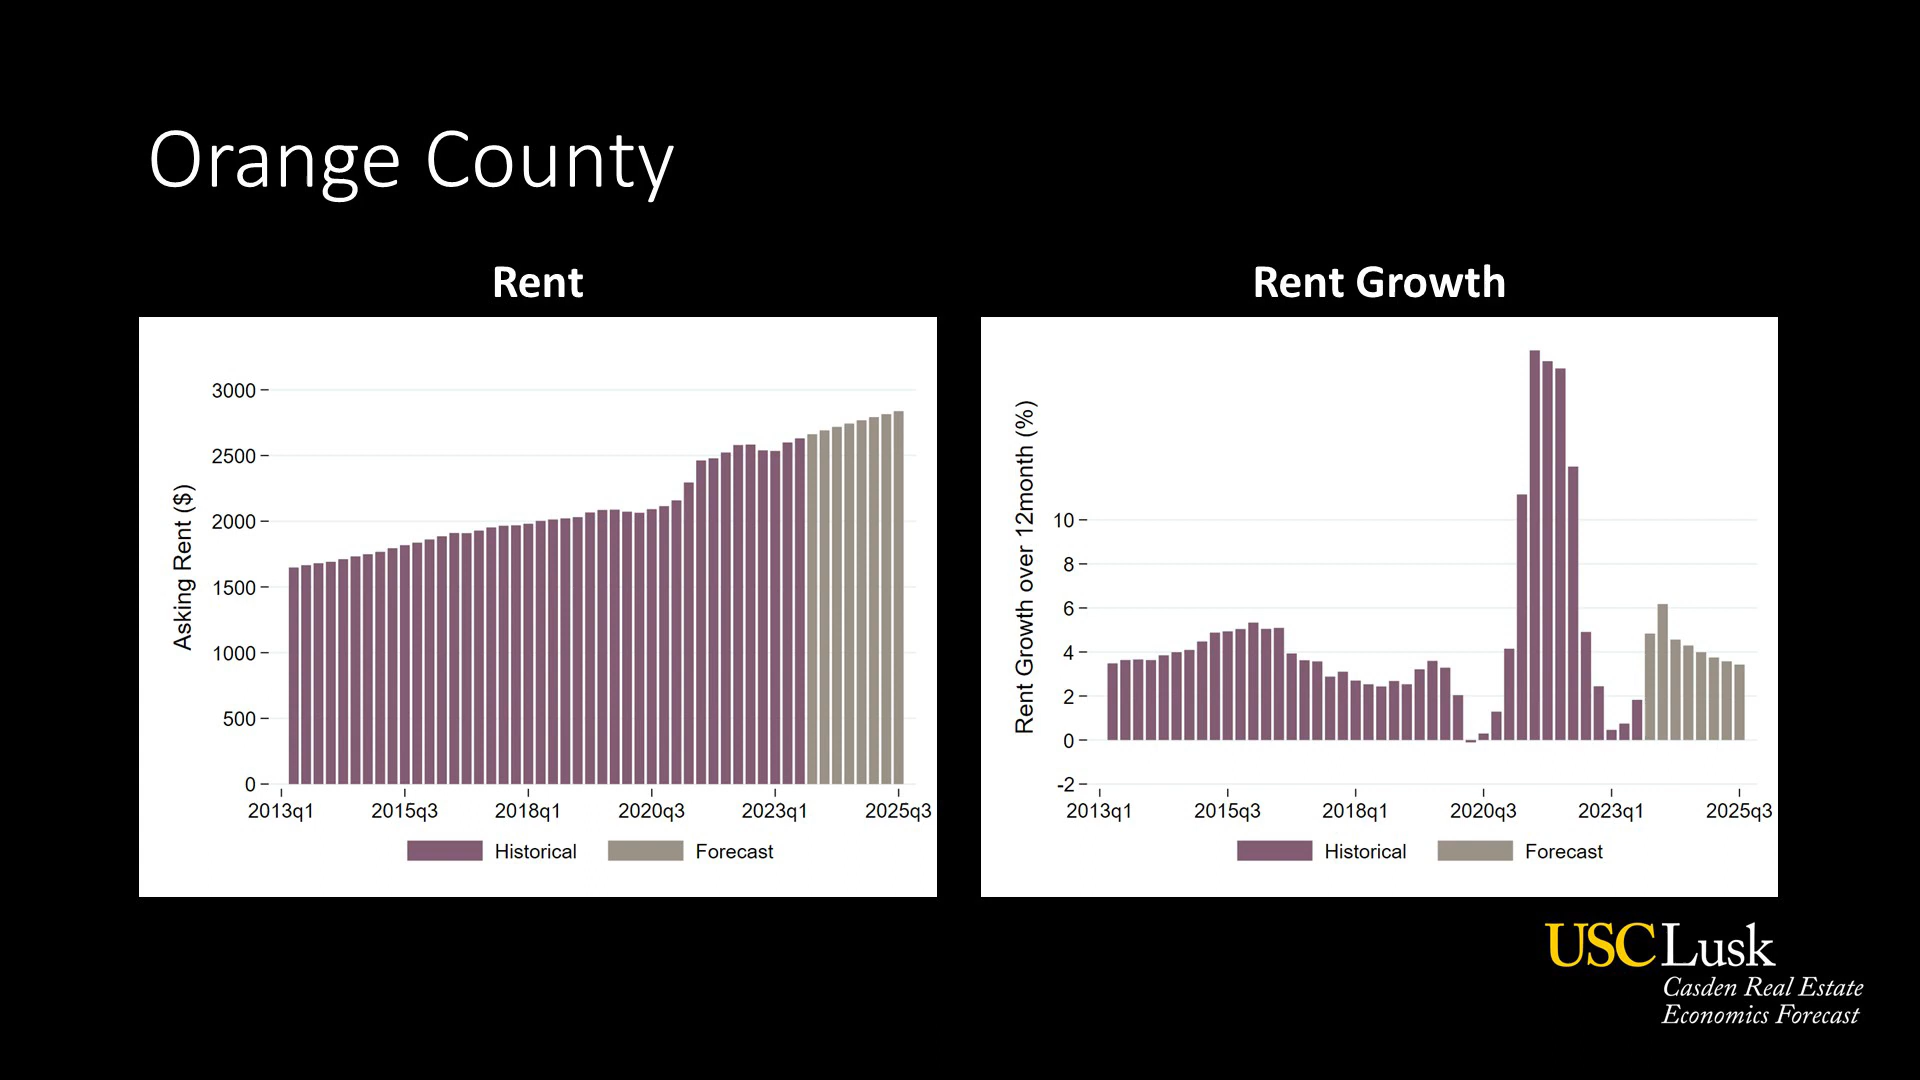 Orange County
Rent
Asking Rent ($)
3000
2500
2000
1500
1000
500
0
2013q1 2015q3 2018q1 2020q3 2023q1 2025q3
Historical Forecast
Rent Growth
Rent Growth over 12month (%)
10
8
6
4
2
0
-2
2013q1 2015q3 2018q1 2020q3 2023q1 2025q3
Historical Forecast
USC Lusk
Casden Real Estate
Economics Forecast